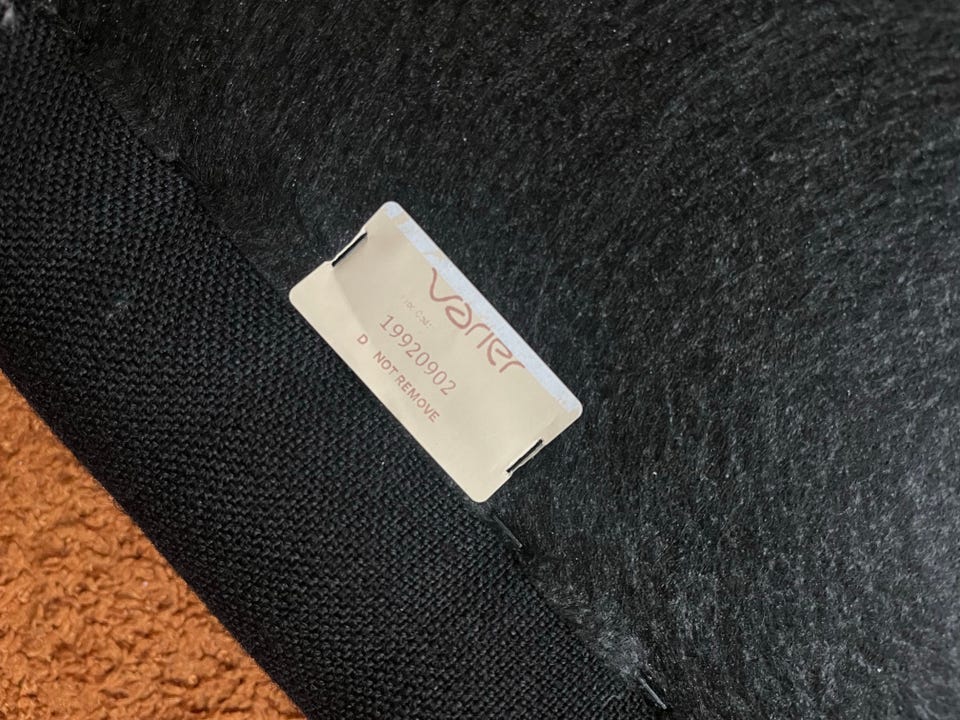 varier
19920902
D NOT REMOVE